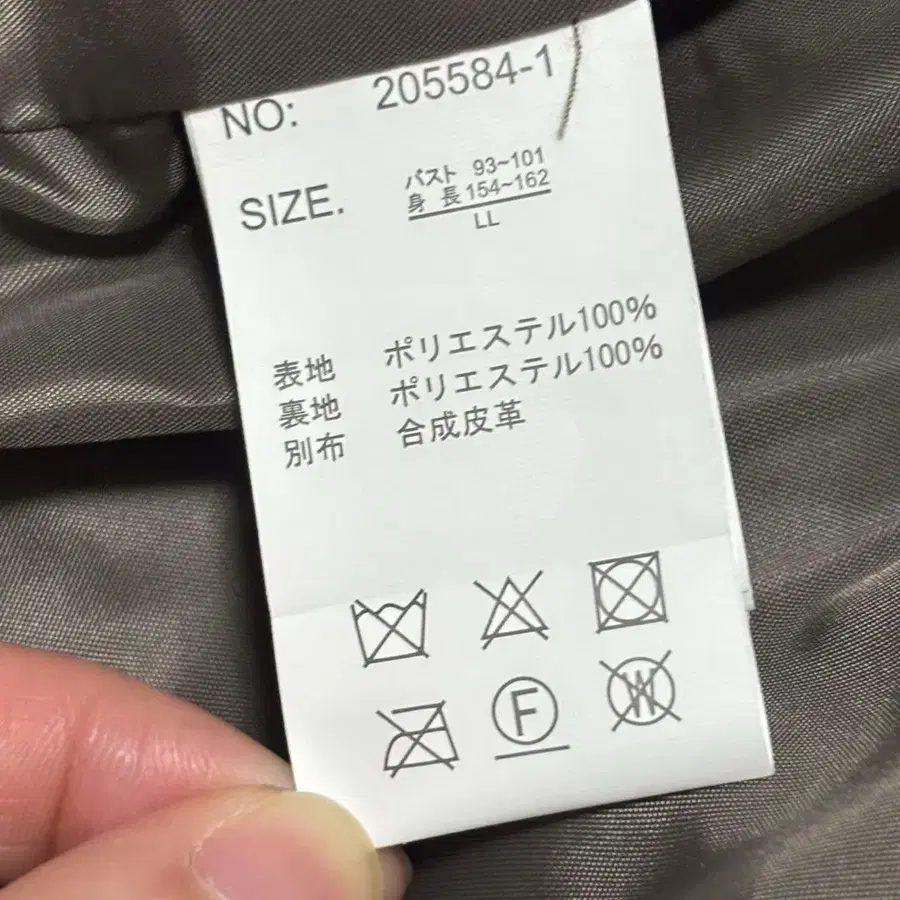 NO: 205584-1
SIZE. バスト 93~101
身 長 154~162
LL
表地 ポリエステル100%
裏地 ポリエステル100%
別布 合成皮革
F
W